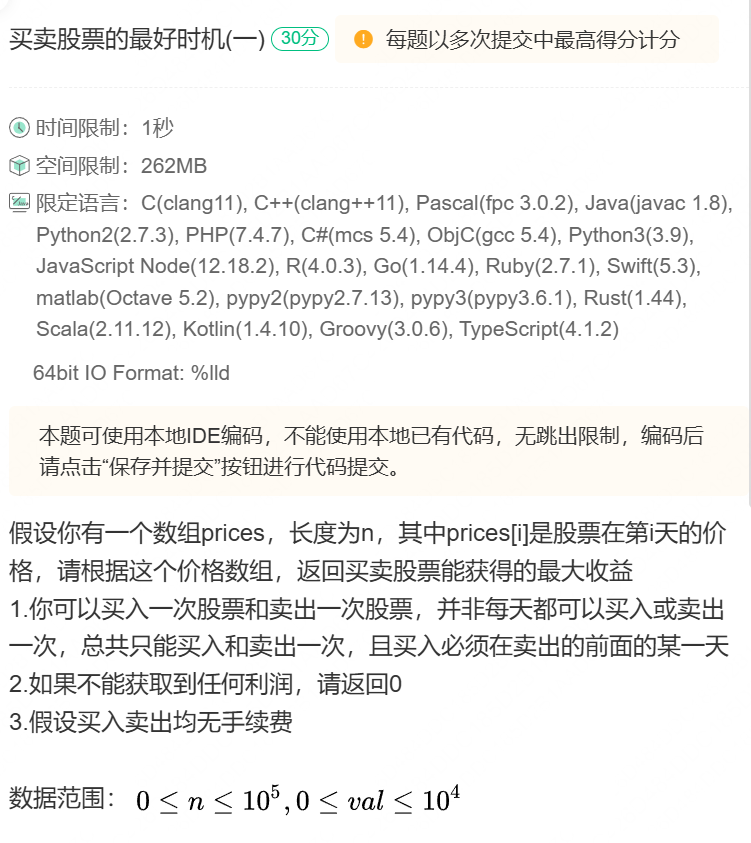 买卖股票的最好时机(一) 30分 ! 每题以多次提交中最高得分计分
时间限制：1秒
空间限制：262MB
限定语言：C(clang11), C++(clang++11), Pascal(fpc 3.0.2), Java(javac 1.8),
Python2(2.7.3), PHP(7.4.7), C#(mcs 5.4), ObjC(gcc 5.4), Python3(3.9),
JavaScript Node(12.18.2), R(4.0.3), Go(1.14.4), Ruby(2.7.1), Swift(5.3),
matlab(Octave 5.2), pypy2(pypy2.7.13), pypy3(pypy3.6.1), Rust(1.44),
Scala(2.11.12), Kotlin(1.4.10), Groovy(3.0.6), TypeScript(4.1.2)
64bit IO Format: %lld
本题可使用本地IDE编码，不能使用本地已有代码，无跳出限制，编码后
请点击“保存并提交”按钮进行代码提交。
假设你有一个数组prices，长度为n，其中prices[i]是股票在第i天的价
格，请根据这个价格数组，返回买卖股票能获得的最大收益
1.你可以买入一次股票和卖出一次股票，并非每天都可以买入或卖出
一次，总共只能买入和卖出一次，且买入必须在卖出的前面的某一天
2.如果不能获取到任何利润，请返回0
3.假设买入卖出均无手续费
数据范围： 0 ≤ n ≤ 10^5, 0 ≤ val ≤ 10^4